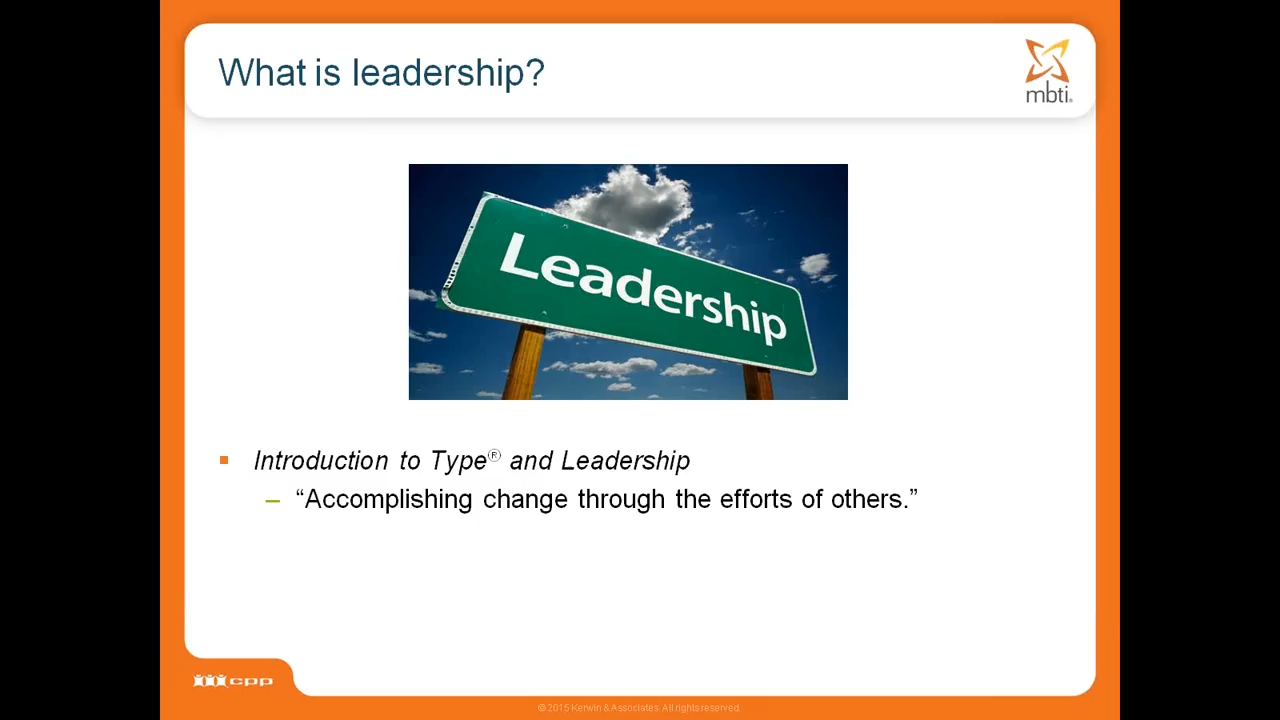 What is leadership?
mbti®
Leadership
Introduction to Type® and Leadership
– “Accomplishing change through the efforts of others.”
cpp
© 2015 Kerwin & Associates. All rights reserved.